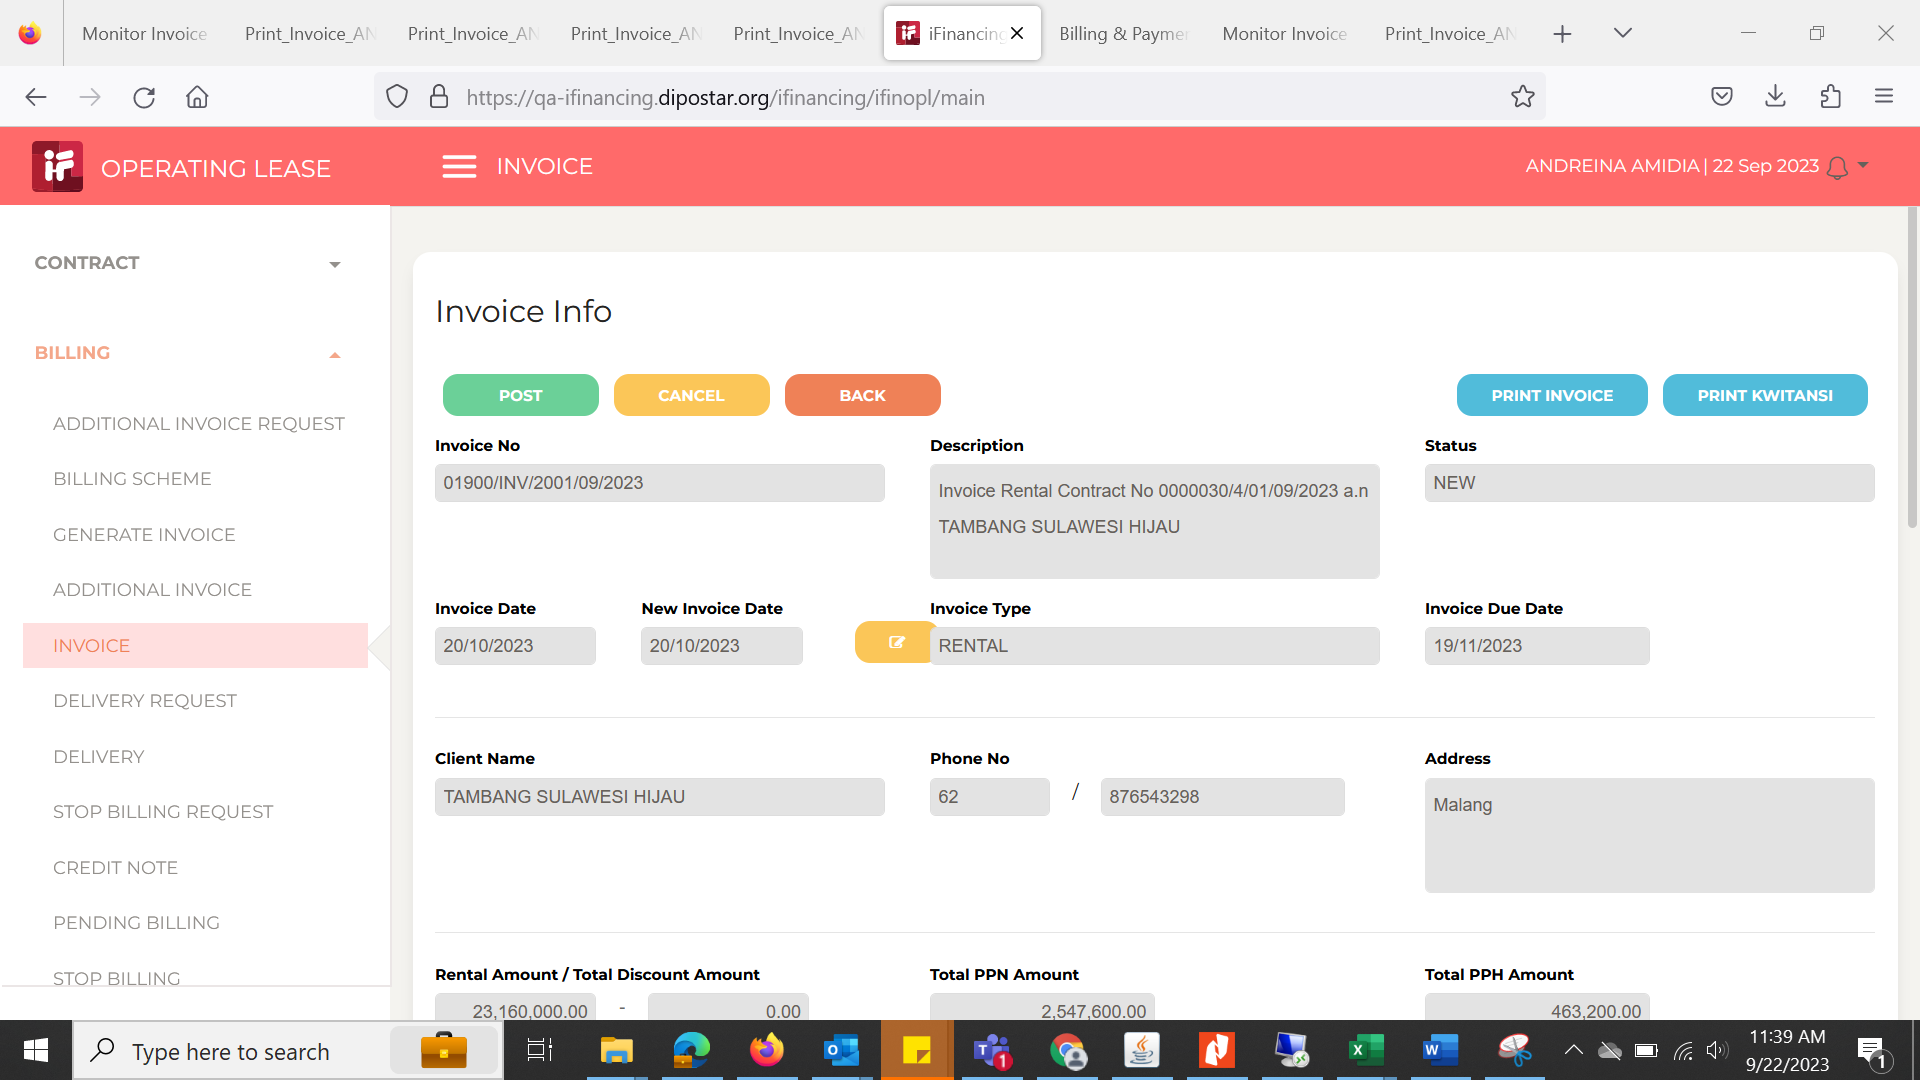 Monitor Invoice
Print_Invoice_AN
Print_Invoice_AN
Print_Invoice_AN
Print_Invoice_AN
iFinancing
Billing & Paymen
Monitor Invoice
Print_Invoice_AN
https://qa-ifinancing.dipostar.org/ifinancing/ifinopl/main
iF OPERATING LEASE
INVOICE
ANDREINA AMIDIA | 22 Sep 2023
CONTRACT
BILLING
ADDITIONAL INVOICE REQUEST
BILLING SCHEME
GENERATE INVOICE
ADDITIONAL INVOICE
INVOICE
DELIVERY REQUEST
DELIVERY
STOP BILLING REQUEST
CREDIT NOTE
PENDING BILLING
STOP BILLING
Invoice Info
POST
CANCEL
BACK
PRINT INVOICE
PRINT KWITANSI
Invoice No
01900/INV/2001/09/2023
Description
Invoice Rental Contract No 0000030/4/01/09/2023 a.n
TAMBANG SULAWESI HIJAU
Status
NEW
Invoice Date
20/10/2023
New Invoice Date
20/10/2023
Invoice Type
RENTAL
Invoice Due Date
19/11/2023
Client Name
TAMBANG SULAWESI HIJAU
Phone No
62 / 876543298
Address
Malang
Rental Amount / Total Discount Amount
23,160,000.00 - 0.00
Total PPN Amount
2,547,600.00
Total PPH Amount
463,200.00
Type here to search
11:39 AM
9/22/2023
1
1